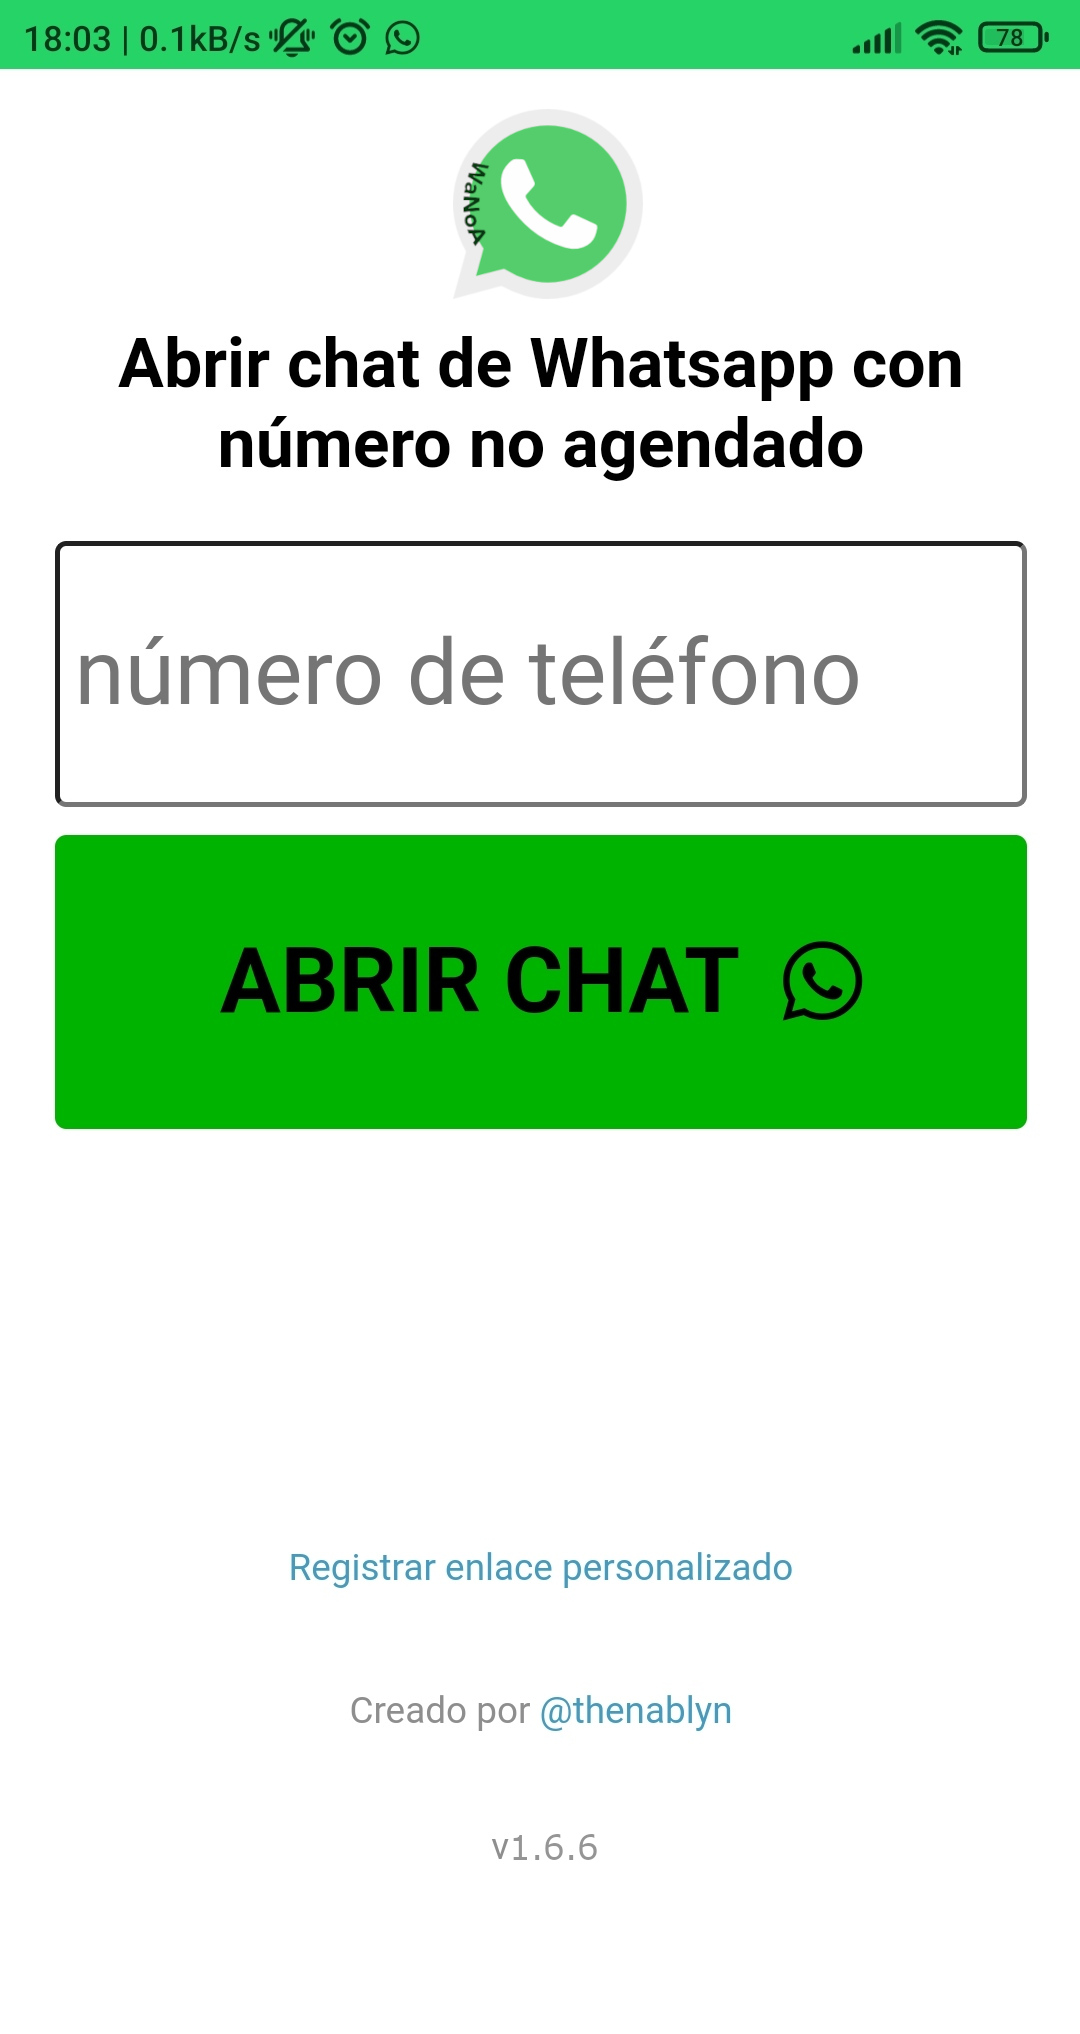 18:03 | 0.1kB/s
78
WaNoA
Abrir chat de Whatsapp con
número no agendado
número de teléfono
ABRIR CHAT
Registrar enlace personalizado
Creado por @thenablyn
v1.6.6